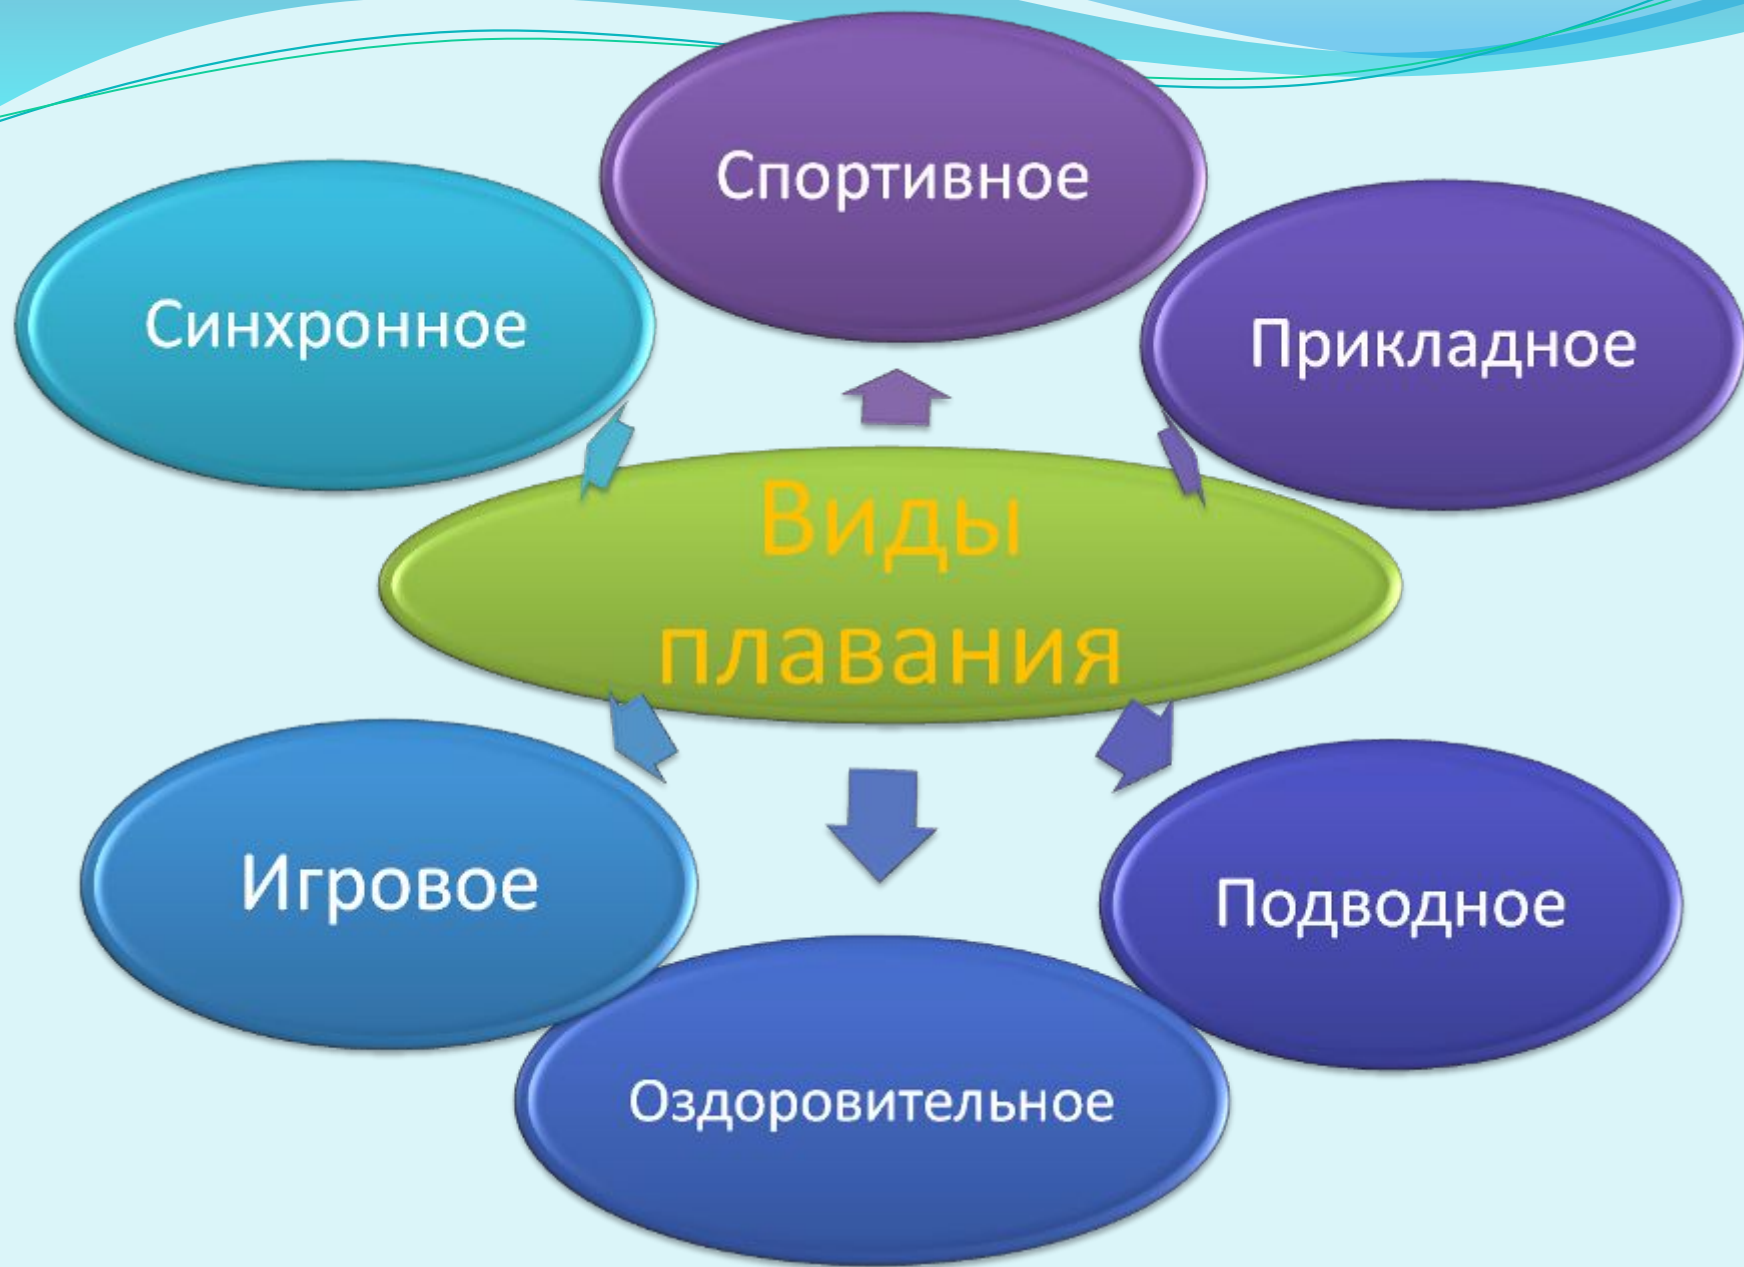 Спортивное
Синхронное
Прикладное
Виды
плавания
Игровое
Подводное
Оздоровительное